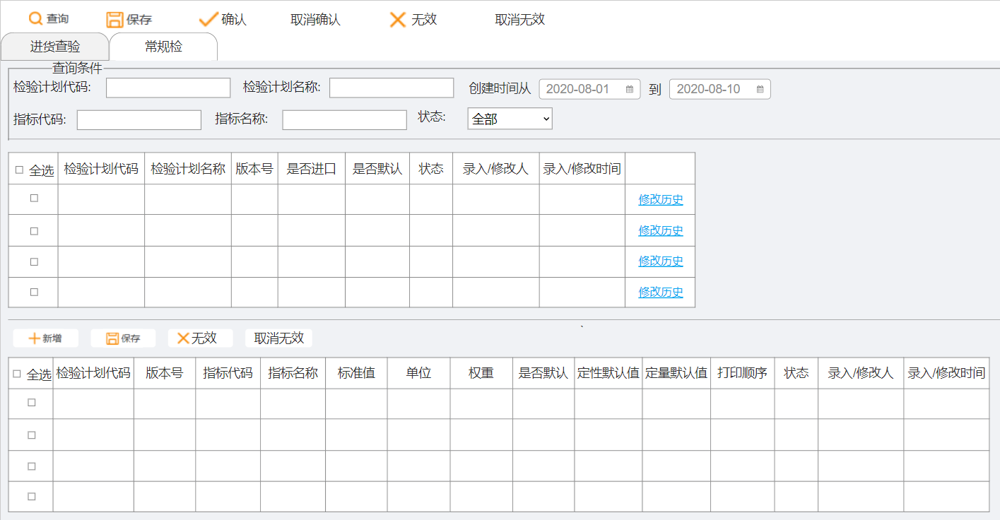 查询 保存 确认 取消确认 无效 取消无效
进货查验 常规检
查询条件
检验计划代码: 检验计划名称: 创建时间从 2020-08-01 到 2020-08-10
指标代码: 指标名称: 状态: 全部
全选 检验计划代码 检验计划名称 版本号 是否进口 是否默认 状态 录入/修改人 录入/修改时间
修改历史
修改历史
修改历史
修改历史
新增 保存 无效 取消无效
全选 检验计划代码 版本号 指标代码 指标名称 标准值 单位 权重 是否默认 定性默认值 定量默认值 打印顺序 状态 录入/修改人 录入/修改时间